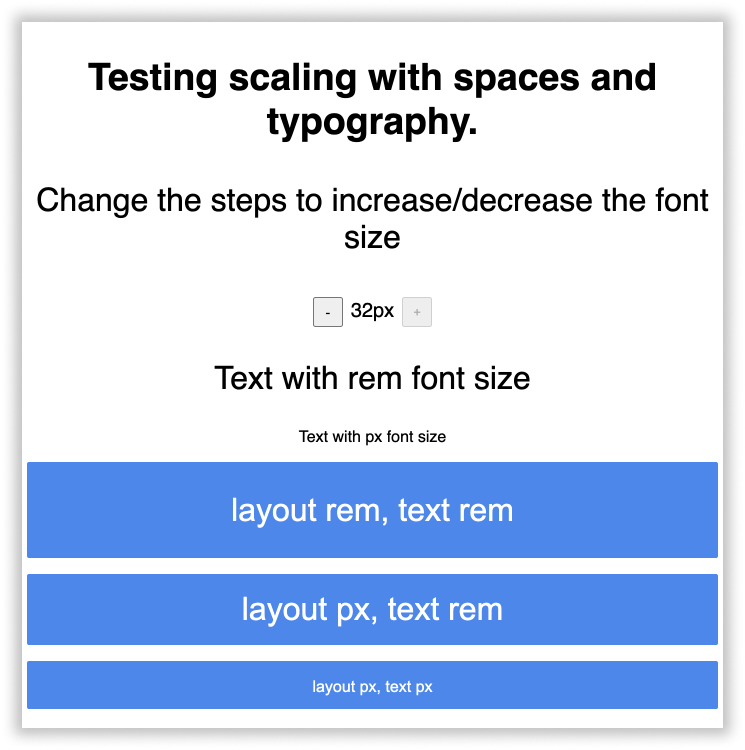 Testing scaling with spaces and
typography.
Change the steps to increase/decrease the font
size
- 32px +
Text with rem font size
Text with px font size
layout rem, text rem
layout px, text rem
layout px, text px